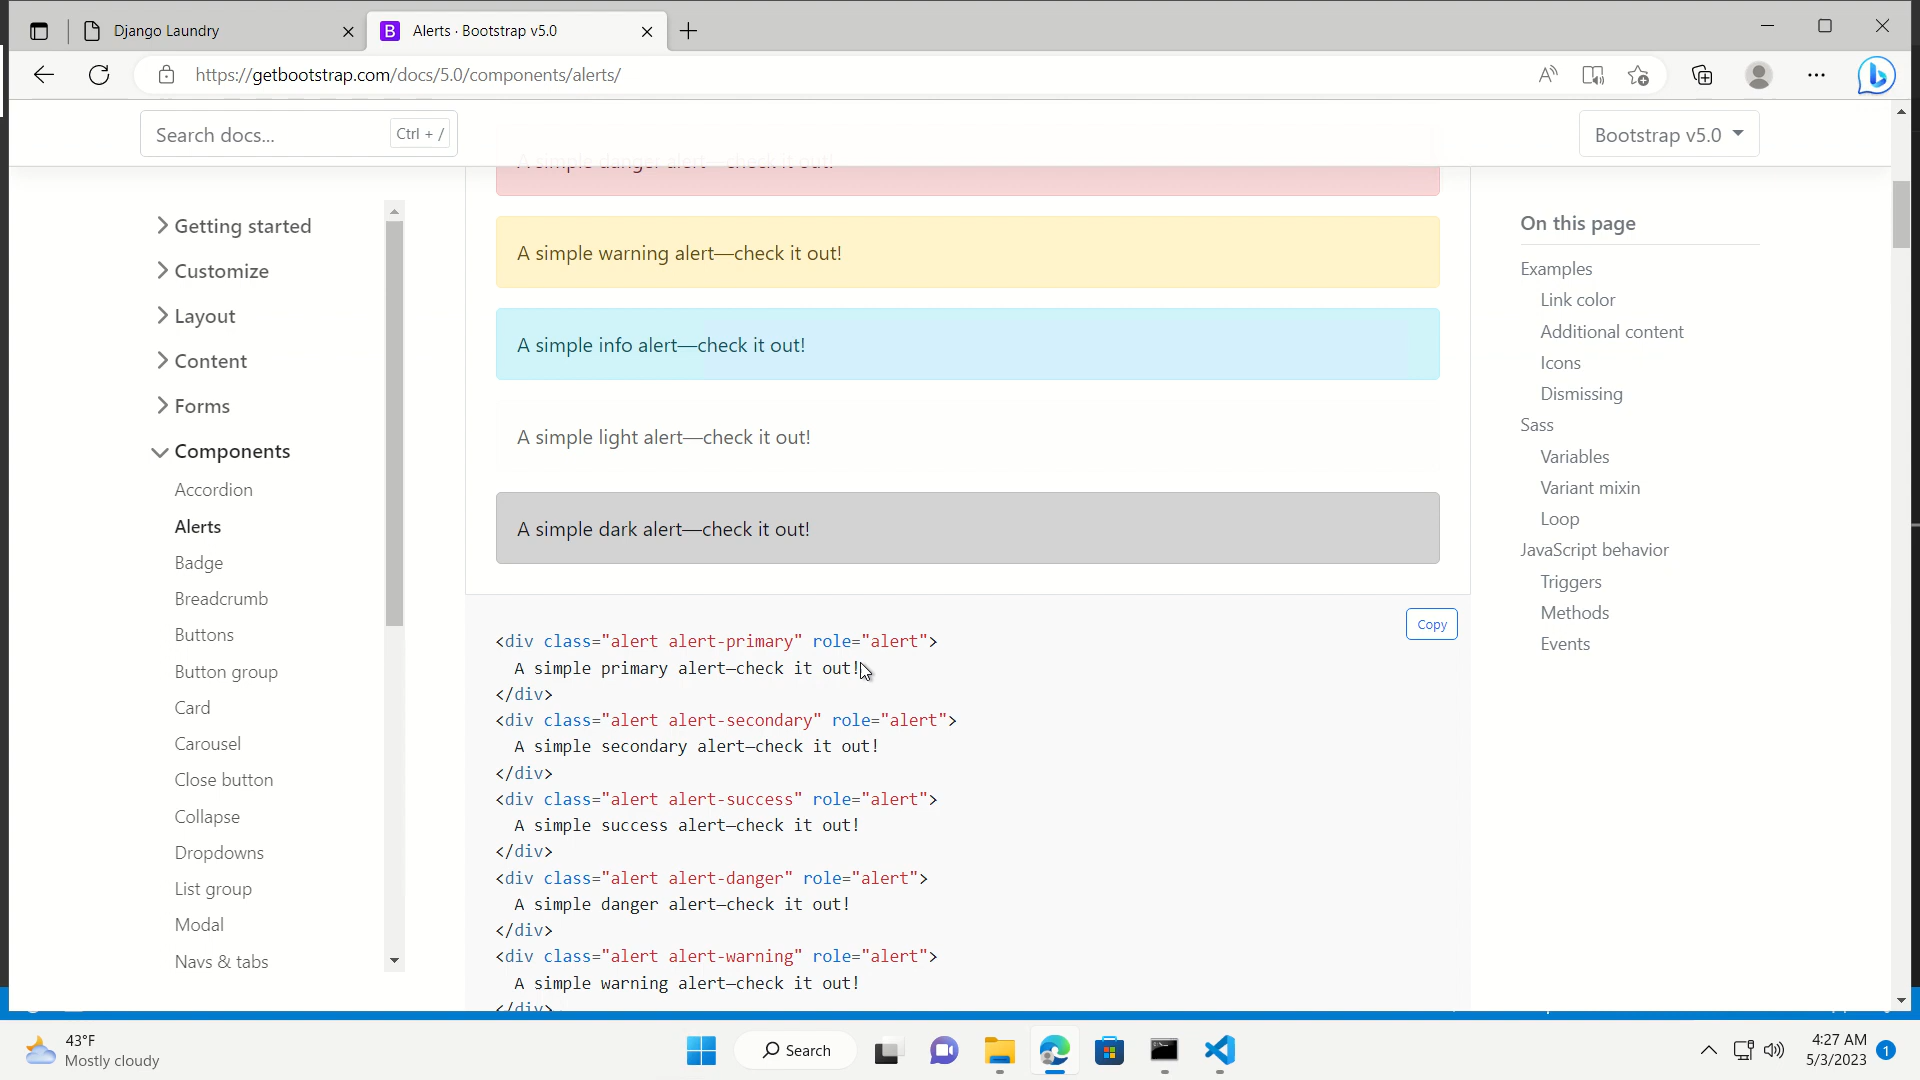 Django Laundry
Alerts · Bootstrap v5.0
https://getbootstrap.com/docs/5.0/components/alerts/
Search docs...
Ctrl + /
Bootstrap v5.0
A simple danger alert—check it out!
A simple warning alert—check it out!
A simple info alert—check it out!
A simple light alert—check it out!
A simple dark alert—check it out!
Getting started
Customize
Layout
Content
Forms
Components
Accordion
Alerts
Badge
Breadcrumb
Buttons
Button group
Card
Carousel
Close button
Collapse
Dropdowns
List group
Modal
Navs & tabs
Copy
<div class="alert alert-primary" role="alert">
A simple primary alert—check it out!
</div>
<div class="alert alert-secondary" role="alert">
A simple secondary alert—check it out!
</div>
<div class="alert alert-success" role="alert">
A simple success alert—check it out!
</div>
<div class="alert alert-danger" role="alert">
A simple danger alert—check it out!
</div>
<div class="alert alert-warning" role="alert">
A simple warning alert—check it out!
</div>
On this page
Examples
Link color
Additional content
Icons
Dismissing
Sass
Variables
Variant mixin
Loop
JavaScript behavior
Triggers
Methods
Events
43°F
Mostly cloudy
Search
4:27 AM
5/3/2023
1